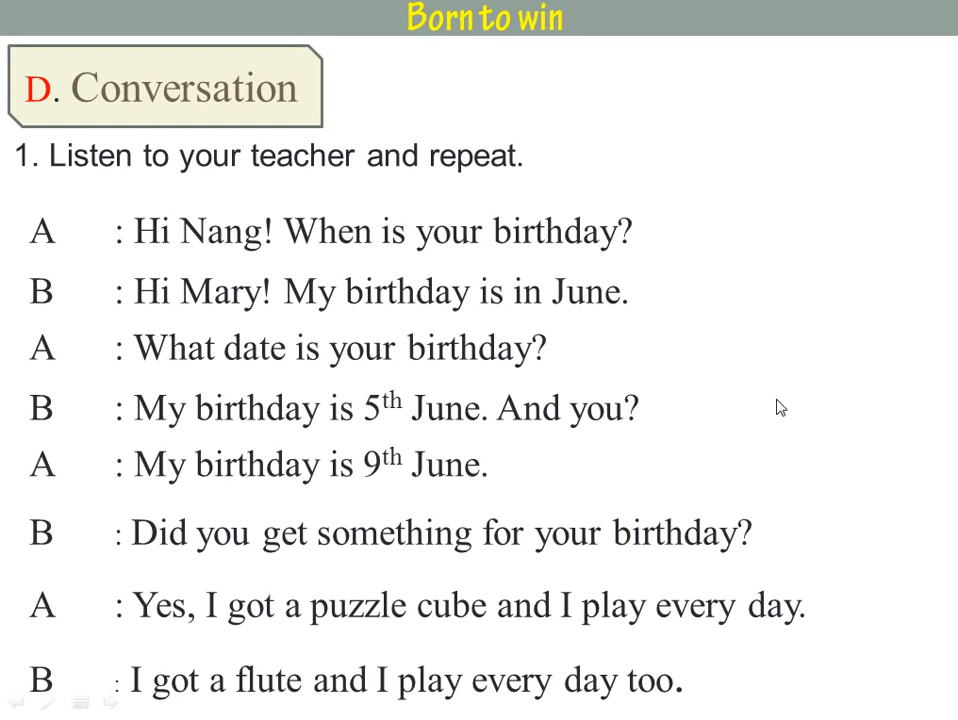 Born to win
D. Conversation
1. Listen to your teacher and repeat.
A : Hi Nang! When is your birthday?
B : Hi Mary! My birthday is in June.
A : What date is your birthday?
B : My birthday is 5th June. And you?
A : My birthday is 9th June.
B : Did you get something for your birthday?
A : Yes, I got a puzzle cube and I play every day.
B : I got a flute and I play every day too.